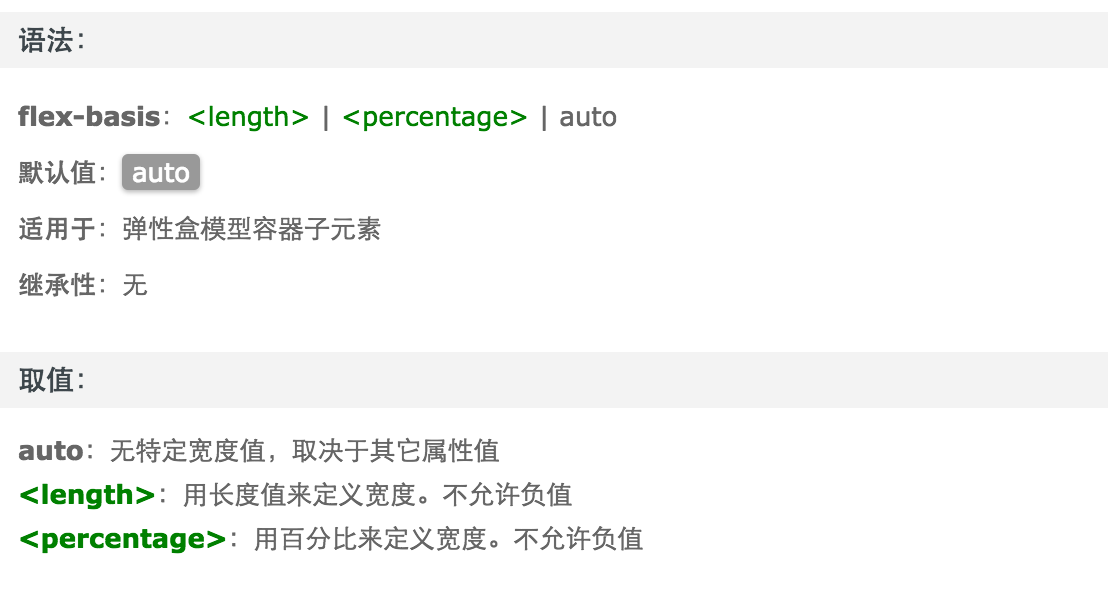 语法：
flex-basis：<length> | <percentage> | auto
默认值：auto
适用于：弹性盒模型容器子元素
继承性：无
取值：
auto：无特定宽度值，取决于其它属性值
<length>：用长度值来定义宽度。不允许负值
<percentage>：用百分比来定义宽度。不允许负值